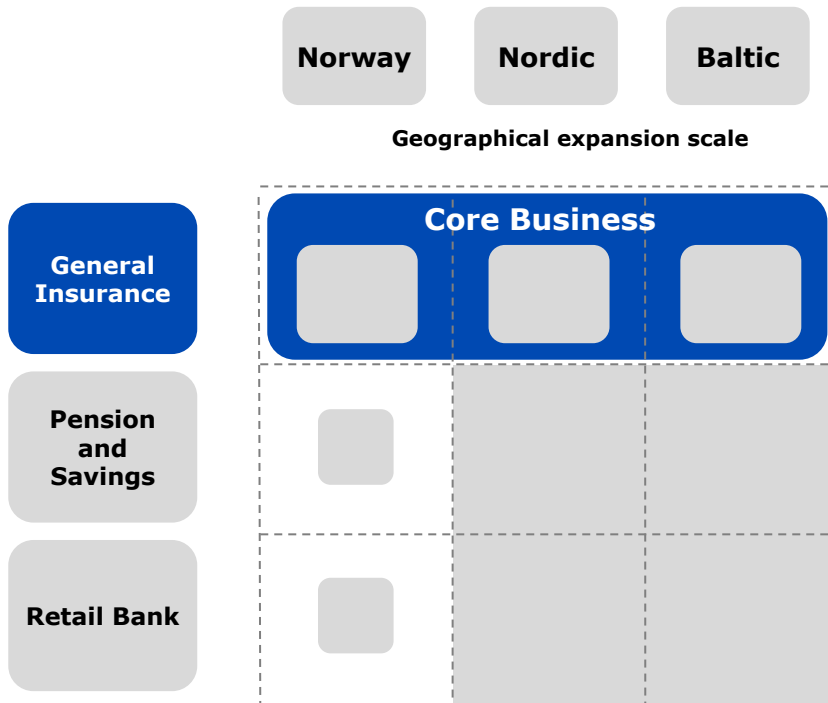 Norway
Nordic
Baltic
Geographical expansion scale
Core Business
General
Insurance
Pension
and
Savings
Retail Bank